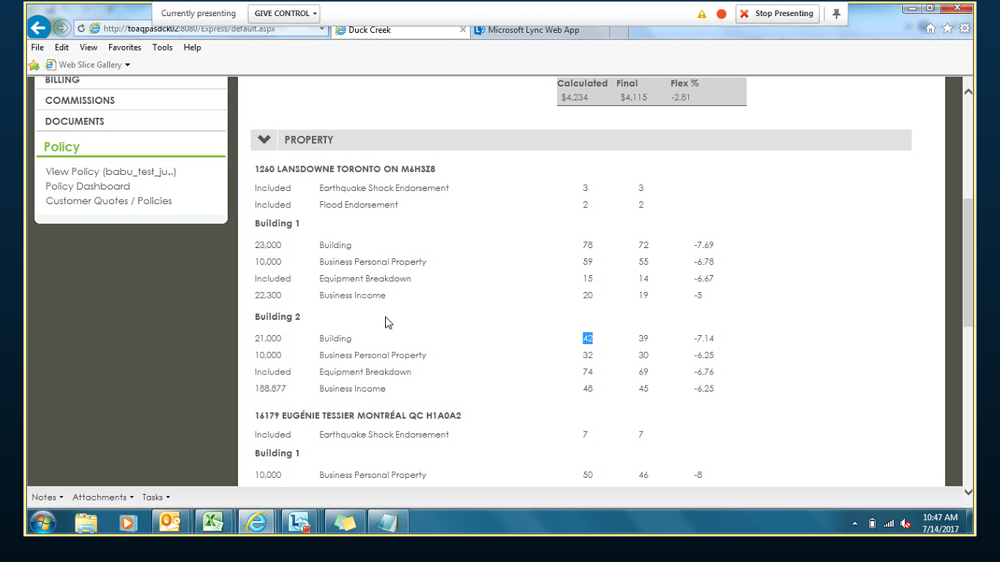 Currently presenting GIVE CONTROL Stop Presenting
http://toaqpasdck02:8080/Express/default.aspx Duck Creek Microsoft Lync Web App
File Edit View Favorites Tools Help
Web Slice Gallery
BILLING
COMMISSIONS
DOCUMENTS
Policy
View Policy (babu_test_ju..)
Policy Dashboard
Customer Quotes / Policies
Calculated Final Flex %
$4,234 $4,115 -2.81
PROPERTY
1260 LANSDOWNE TORONTO ON M6H3Z8
Included Earthquake Shock Endorsement 3 3
Included Flood Endorsement 2 2
Building 1
23,000 Building 78 72 -7.69
10,000 Business Personal Property 59 55 -6.78
Included Equipment Breakdown 15 14 -6.67
22,300 Business Income 20 19 -5
Building 2
21,000 Building 42 39 -7.14
10,000 Business Personal Property 32 30 -6.25
Included Equipment Breakdown 74 69 -6.76
188,877 Business Income 48 45 -6.25
16179 EUGÉNIE TESSIER MONTRÉAL QC H1A0A2
Included Earthquake Shock Endorsement 7 7
Building 1
10,000 Business Personal Property 50 46 -8
Notes Attachments Tasks
10:47 AM
7/14/2017